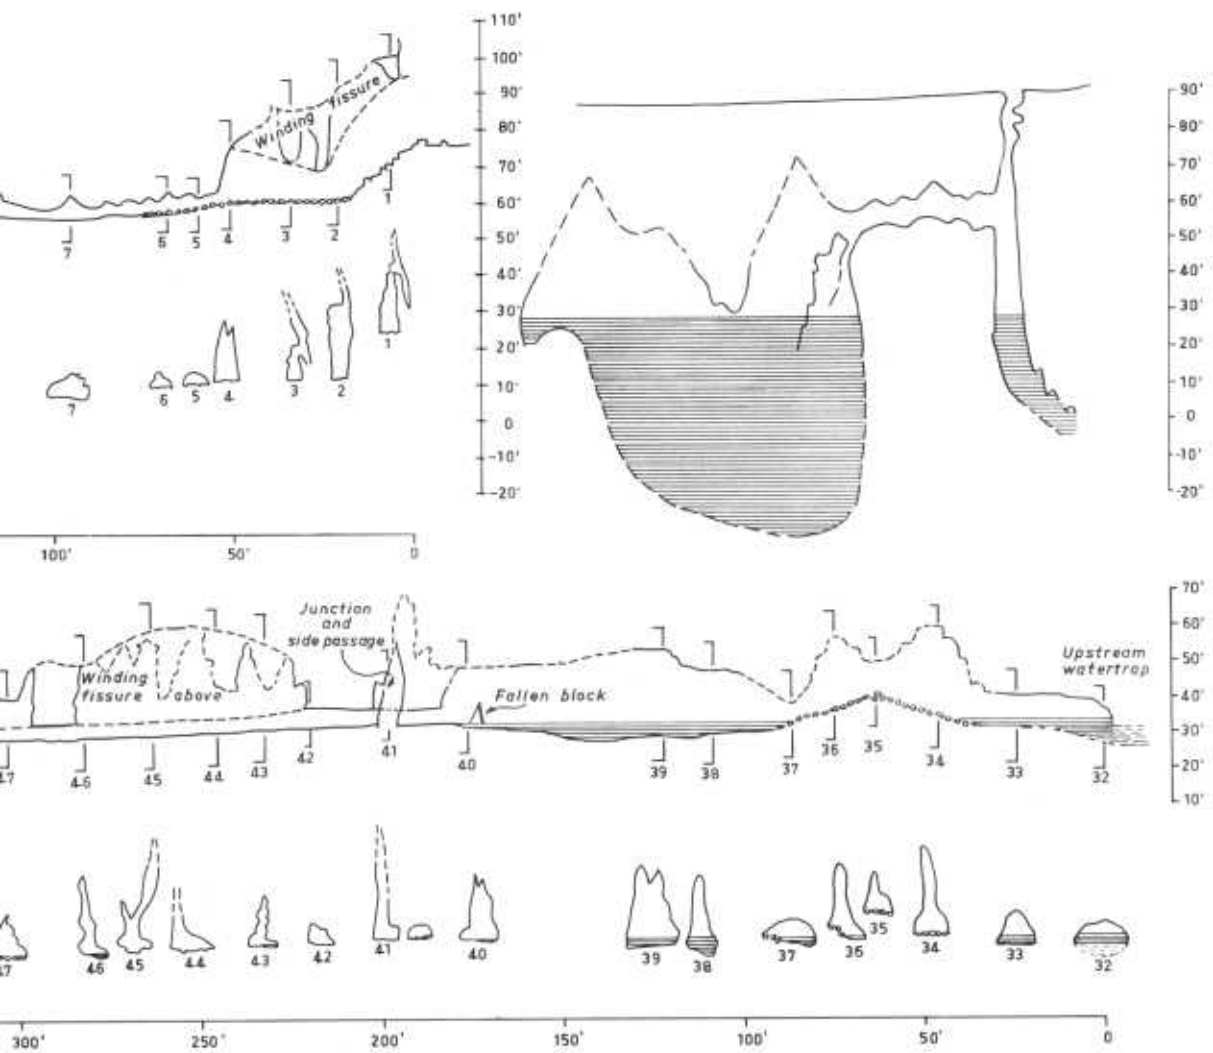 110'
100'
90'
80'
70'
60'
50'
40'
30'
20'
10'
0
-10'
-20'
Winding fissure
7 6 5 4 3 2 1
7 6 5 4 3 2 1
100' 50' 0
90'
80'
70'
60'
50'
40'
30'
20'
10'
0
-10'
-20'
Junction
and
side passage
Winding
fissure above
Fallen block
Upstream
watertrap
70'
60'
50'
40'
30'
20'
10'
47 46 45 44 43 42 41 40 39 38 37 36 35 34 33 32
47 46 45 44 43 42 41 40 39 38 37 36 35 34 33 32
300' 250' 200' 150' 100' 50' 0